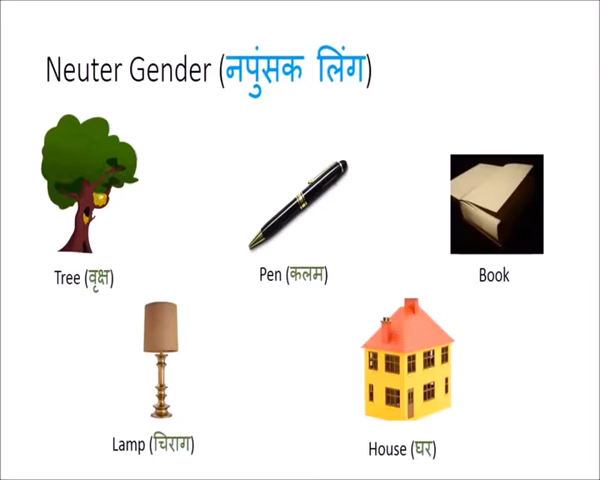 Neuter Gender (नपुंसक लिंग)
Tree (वृक्ष)
Pen (कलम)
Book
Lamp (चिराग)
House (घर)